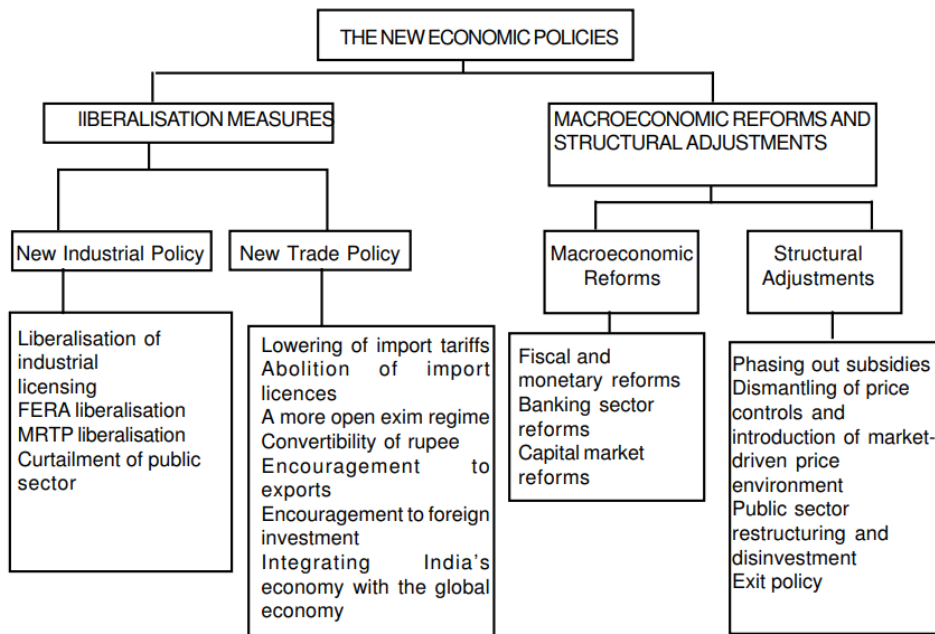 THE NEW ECONOMIC POLICIES
lIBERALISATION MEASURES
MACROECONOMIC REFORMS AND
STRUCTURAL ADJUSTMENTS
New Industrial Policy
New Trade Policy
Macroeconomic
Reforms
Structural
Adjustments
Liberalisation of
industrial
licensing
FERA liberalisation
MRTP liberalisation
Curtailment of public
sector
Lowering of import tariffs
Abolition of import
licences
A more open exim regime
Convertibility of rupee
Encouragement to
exports
Encouragement to foreign
investment
Integrating India's
economy with the global
economy
Fiscal and
monetary reforms
Banking sector
reforms
Capital market
reforms
Phasing out subsidies
Dismantling of price
controls and
introduction of market-
driven price
environment
Public sector
restructuring and
disinvestment
Exit policy